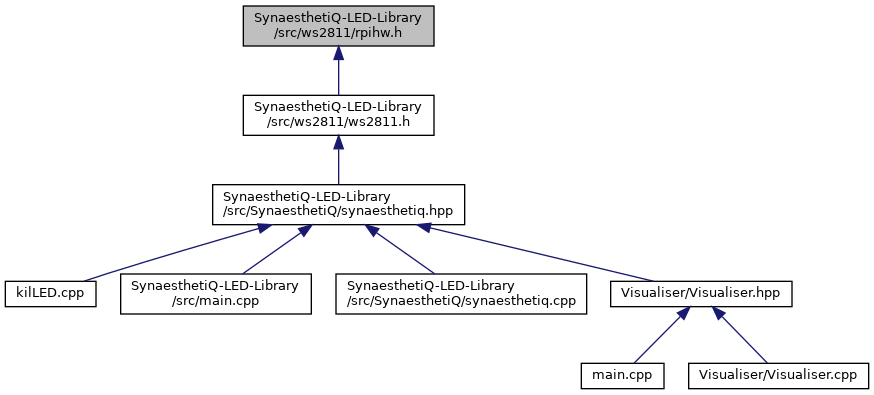 SynaesthetiQ-LED-Library
/src/ws2811/rpihw.h
SynaesthetiQ-LED-Library
/src/ws2811/ws2811.h
SynaesthetiQ-LED-Library
/src/SynaesthetiQ/synaesthetiq.hpp
kilLED.cpp
SynaesthetiQ-LED-Library
/src/main.cpp
SynaesthetiQ-LED-Library
/src/SynaesthetiQ/synaesthetiq.cpp
Visualiser/Visualiser.hpp
main.cpp
Visualiser/Visualiser.cpp